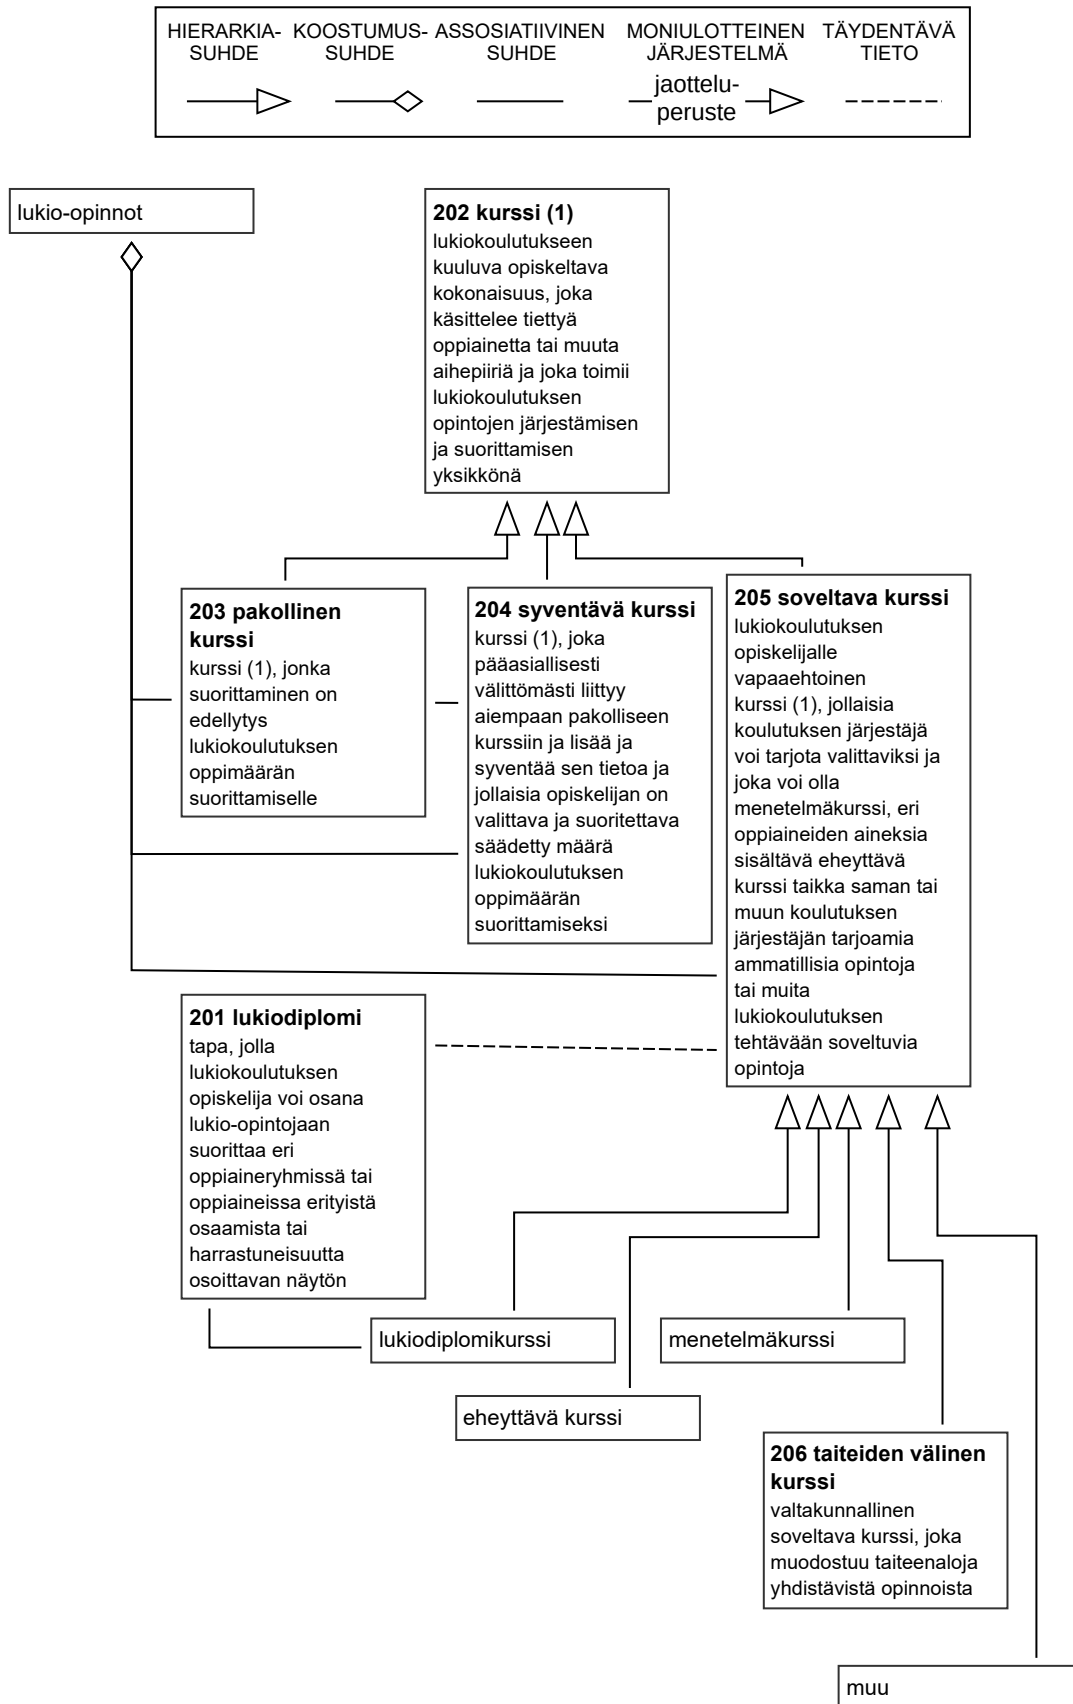 HIERARKIA-
SUHDE
KOOSTUMUS-
SUHDE
ASSOSIATIIVINEN
SUHDE
MONIULOTTEINEN
JÄRJESTELMÄ
TÄYDENTÄVÄ
TIETO
jaottelu-
peruste
lukio-opinnot
202 kurssi (1)
lukiokoulutukseen
kuuluva opiskeltava
kokonaisuus, joka
käsittelee tiettyä
oppiainetta tai muuta
aihepiiriä ja joka toimii
lukiokoulutuksen
opintojen järjestämisen
ja suorittamisen
yksikkönä
203 pakollinen
kurssi
kurssi (1), jonka
suorittaminen on
edellytys
lukiokoulutuksen
oppimäärän
suorittamiselle
204 syventävä kurssi
kurssi (1), joka
pääasiallisesti
välittömästi liittyy
aiempaan pakolliseen
kurssiin ja lisää ja
syventää sen tietoa ja
jollaisia opiskelijan on
valittava ja suoritettava
säädetty määrä
lukiokoulutuksen
oppimäärän
suorittamiseksi
205 soveltava kurssi
lukiokoulutuksen
opiskelijalle
vapaaehtoinen
kurssi (1), jollaisia
koulutuksen järjestäjä
voi tarjota valittaviksi ja
joka voi olla
menetelmäkurssi, eri
oppiaineiden aineksia
sisältävä eheyttävä
kurssi taikka saman tai
muun koulutuksen
järjestäjän tarjoamia
ammatillisia opintoja
tai muita
lukiokoulutuksen
tehtävään soveltuvia
opintoja
201 lukiodiplomi
tapa, jolla
lukiokoulutuksen
opiskelija voi osana
lukio-opintojaan
suorittaa eri
oppiaineryhmissä tai
oppiaineissa erityistä
osaamista tai
harrastuneisuutta
osoittavan näytön
lukiodiplomikurssi
menetelmäkurssi
eheyttävä kurssi
206 taiteiden välinen
kurssi
valtakunnallinen
soveltava kurssi, joka
muodostuu taiteenaloja
yhdistävistä opinnoista
muu